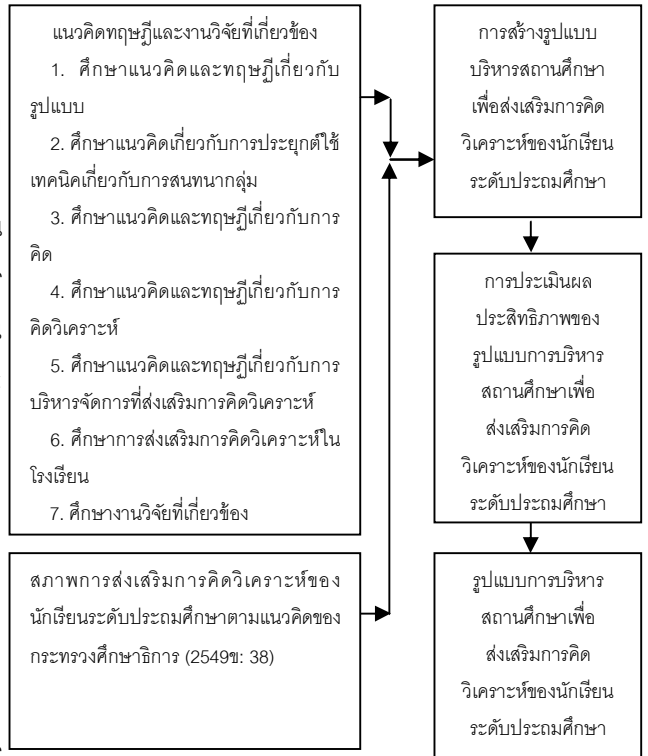 แนวคิดทฤษฎีและงานวิจัยที่เกี่ยวข้อง
1. ศึกษาแนวคิดและทฤษฎีเกี่ยวกับ
รูปแบบ
2. ศึกษาแนวคิดเกี่ยวกับการประยุกต์ใช้
เทคนิคเกี่ยวกับการสนทนากลุ่ม
3. ศึกษาแนวคิดและทฤษฎีเกี่ยวกับการ
คิด
4. ศึกษาแนวคิดและทฤษฎีเกี่ยวกับการ
คิดวิเคราะห์
5. ศึกษาแนวคิดและทฤษฎีเกี่ยวกับการ
บริหารจัดการที่ส่งเสริมการคิดวิเคราะห์
6. ศึกษาการส่งเสริมการคิดวิเคราะห์ใน
โรงเรียน
7. ศึกษางานวิจัยที่เกี่ยวข้อง
สภาพการส่งเสริมการคิดวิเคราะห์ของ
นักเรียนระดับประถมศึกษาตามแนวคิดของ
กระทรวงศึกษาธิการ (2549ข: 38)
การสร้างรูปแบบ
บริหารสถานศึกษา
เพื่อส่งเสริมการคิด
วิเคราะห์ของนักเรียน
ระดับประถมศึกษา
การประเมินผล
ประสิทธิภาพของ
รูปแบบการบริหาร
สถานศึกษาเพื่อ
ส่งเสริมการคิด
วิเคราะห์ของนักเรียน
ระดับประถมศึกษา
รูปแบบการบริหาร
สถานศึกษาเพื่อ
ส่งเสริมการคิด
วิเคราะห์ของนักเรียน
ระดับประถมศึกษา